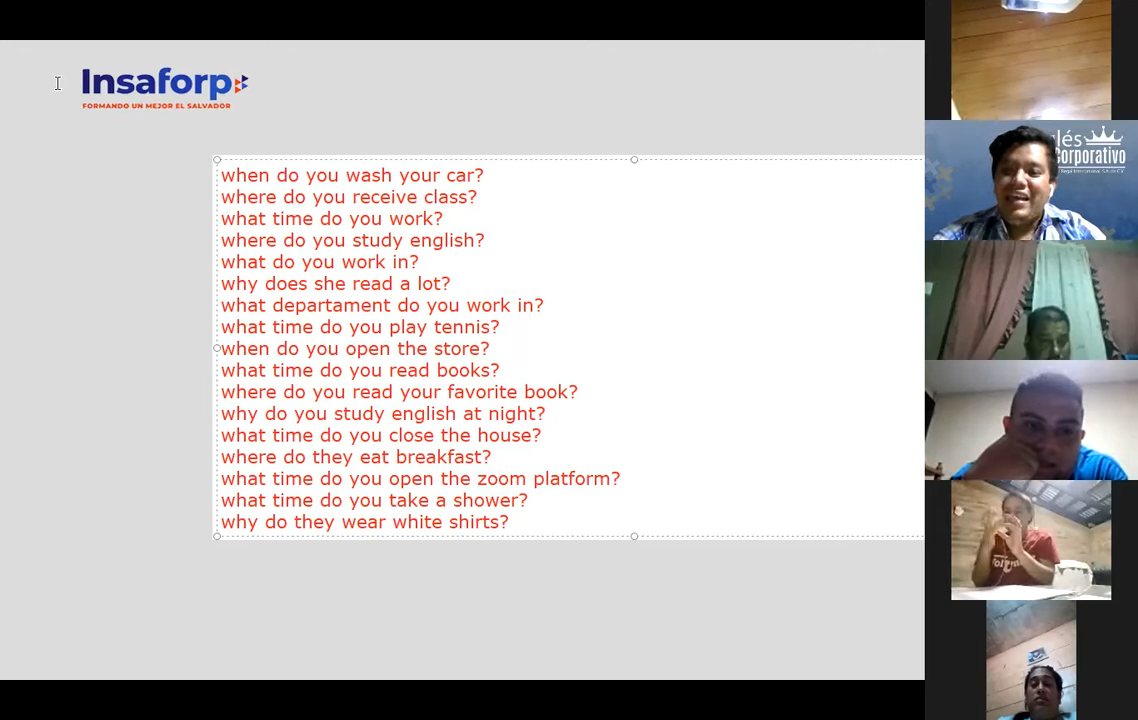 Insaforp
FORMANDO UN MEJOR EL SALVADOR
when do you wash your car?
where do you receive class?
what time do you work?
where do you study english?
what do you work in?
why does she read a lot?
what departament do you work in?
what time do you play tennis?
when do you open the store?
what time do you read books?
where do you read your favorite book?
why do you study english at night?
what time do you close the house?
where do they eat breakfast?
what time do you open the zoom platform?
what time do you take a shower?
why do they wear white shirts?
lés
Corporativo